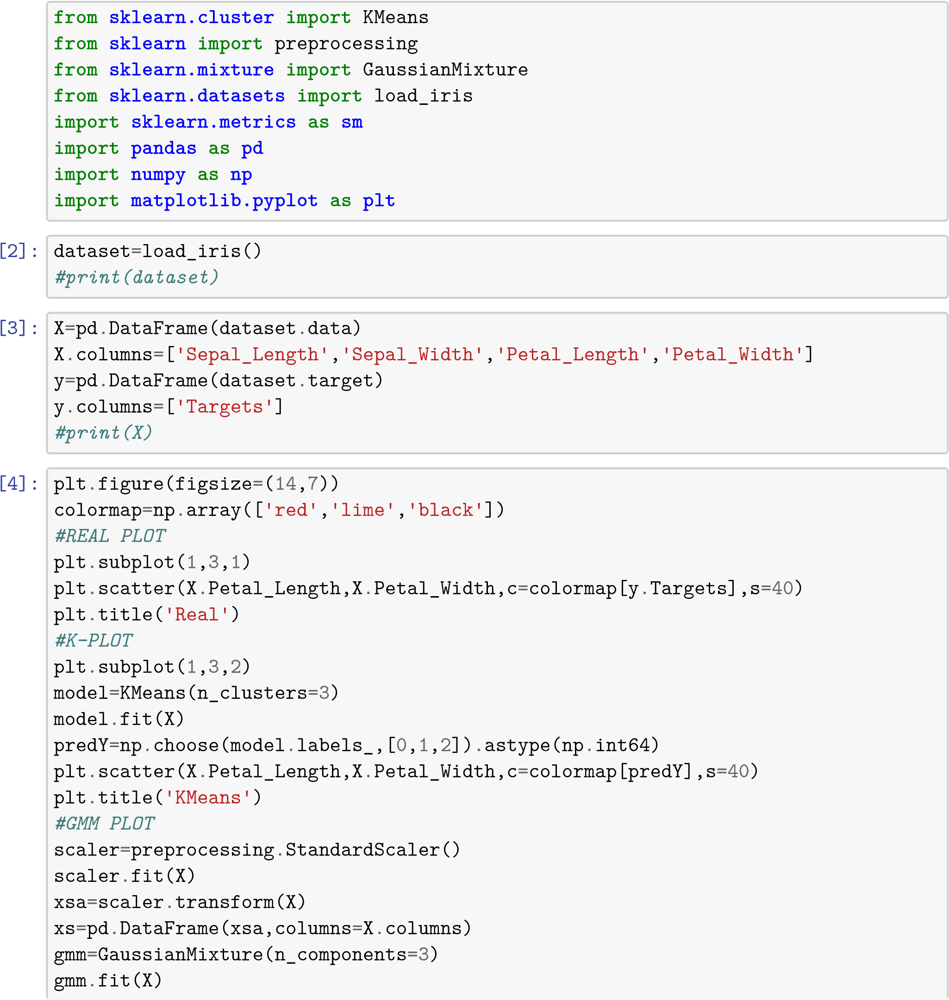 from sklearn.cluster import KMeans
from sklearn import preprocessing
from sklearn.mixture import GaussianMixture
from sklearn.datasets import load_iris
import sklearn.metrics as sm
import pandas as pd
import numpy as np
import matplotlib.pyplot as plt
[2]: dataset=load_iris()
#print(dataset)
[3]: X=pd.DataFrame(dataset.data)
X.columns=['Sepal_Length','Sepal_Width','Petal_Length','Petal_Width']
y=pd.DataFrame(dataset.target)
y.columns=['Targets']
#print(X)
[4]: plt.figure(figsize=(14,7))
colormap=np.array(['red','lime','black'])
#REAL PLOT
plt.subplot(1,3,1)
plt.scatter(X.Petal_Length,X.Petal_Width,c=colormap[y.Targets],s=40)
plt.title('Real')
#K-PLOT
plt.subplot(1,3,2)
model=KMeans(n_clusters=3)
model.fit(X)
predY=np.choose(model.labels_,[0,1,2]).astype(np.int64)
plt.scatter(X.Petal_Length,X.Petal_Width,c=colormap[predY],s=40)
plt.title('KMeans')
#GMM PLOT
scaler=preprocessing.StandardScaler()
scaler.fit(X)
xsa=scaler.transform(X)
xs=pd.DataFrame(xsa,columns=X.columns)
gmm=GaussianMixture(n_components=3)
gmm.fit(X)